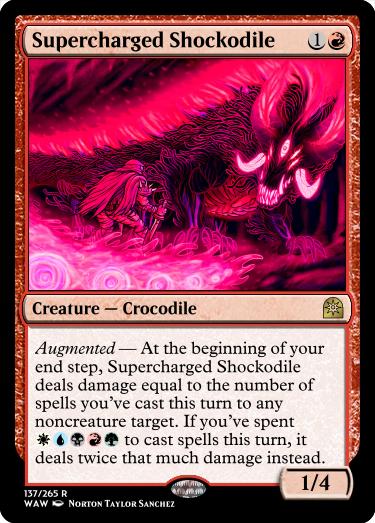 Supercharged Shockodile 1
Creature — Crocodile
Augmented — At the beginning of your
end step, Supercharged Shockodile
deals damage equal to the number of
spells you've cast this turn to any
noncreature target. If you've spent
to cast spells this turn, it
deals twice that much damage instead.
1/4
137/265 R
WAW Norton Taylor Sanchez